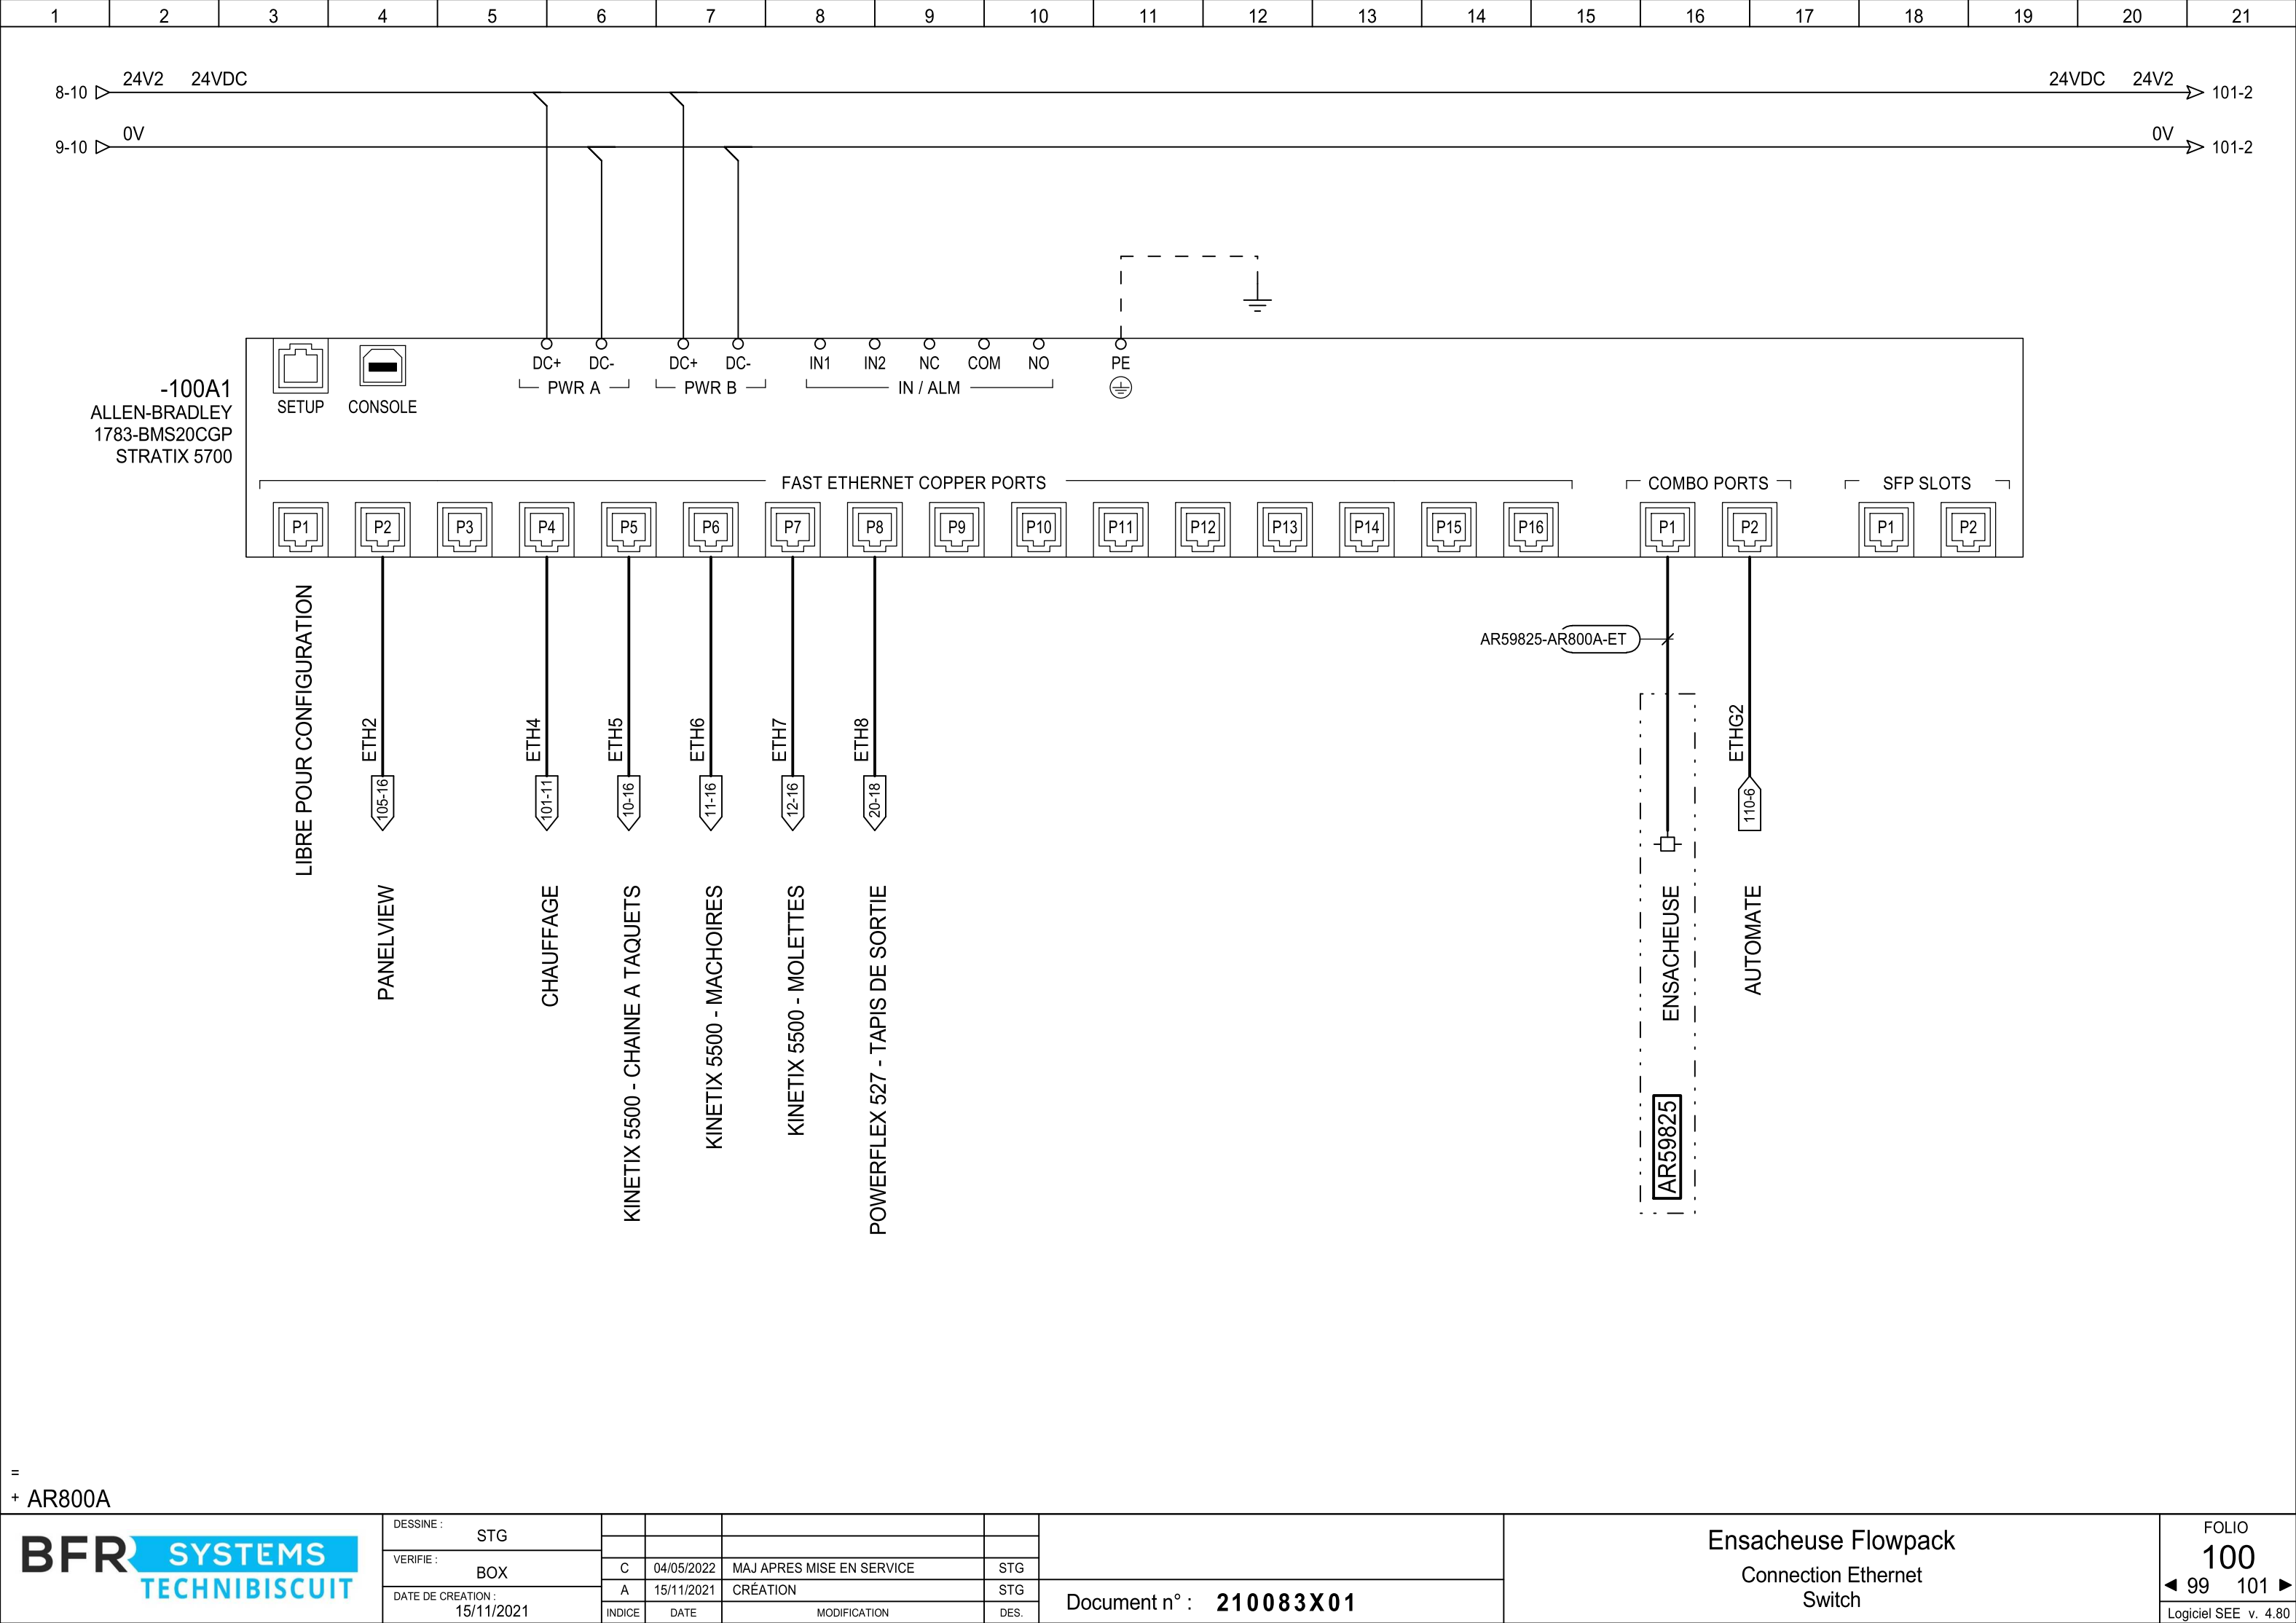 1 2 3 4 5 6 7 8 9 10 11 12 13 14 15 16 17 18 19 20 21
8-10 24V2 24VDC 24VDC 24V2 101-2
9-10 0V 0V 101-2
-100A1
ALLEN-BRADLEY
1783-BMS20CGP
STRATIX 5700
SETUP CONSOLE
DC+ DC- DC+ DC- IN1 IN2 NC COM NO PE
PWR A PWR B IN / ALM
FAST ETHERNET COPPER PORTS COMBO PORTS SFP SLOTS
P1 P2 P3 P4 P5 P6 P7 P8 P9 P10 P11 P12 P13 P14 P15 P16 P1 P2 P1 P2
LIBRE POUR CONFIGURATION
ETH2
105-16
PANELVIEW
ETH4
101-11
CHAUFFAGE
ETH5
10-16
KINETIX 5500 - CHAINE A TAQUETS
ETH6
11-16
KINETIX 5500 - MACHOIRES
ETH7
12-16
KINETIX 5500 - MOLETTES
ETH8
20-18
POWERFLEX 527 - TAPIS DE SORTIE
AR59825-AR800A-ET
ENSACHEUSE
AR59825
ETHG2
110-6
AUTOMATE
=
+ AR800A
BFR SYSTEMS
TECHNIBISCUIT
DESSINE :
STG
VERIFIE :
BOX
DATE DE CREATION :
15/11/2021
C 04/05/2022 MAJ APRES MISE EN SERVICE STG
A 15/11/2021 CRÉATION STG
INDICE DATE MODIFICATION DES.
Document n° : 210083X01
Ensacheuse Flowpack
Connection Ethernet
Switch
FOLIO
100
99 101
Logiciel SEE v. 4.80